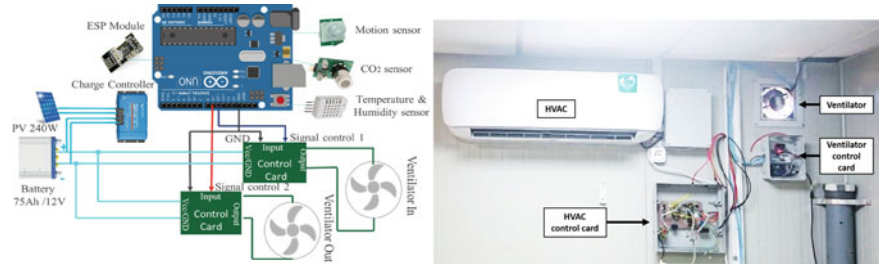 ESP Module
Motion sensor
CO2 sensor
Charge Controller
UNO
ARDUINO
Temperature &
Humidity sensor
PV 240W
GND
Signal control 1
Battery
75Ah /12V
Input
Vcc GND
Control
Card
Output
Signal control 2
Input
Vcc GND
Control
Card
Output
Ventilator In
Ventilator Out
HVAC
Ventilator
Ventilator
control
card
HVAC
control card